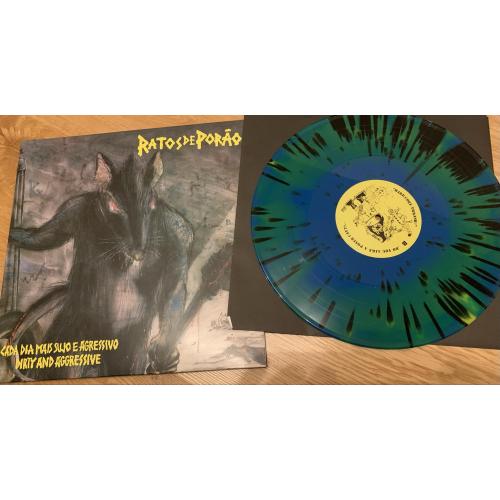 RATOS DE PORÃO
CADA DIA MAIS SUJO E AGRESSIVO
DIRTY AND AGGRESSIVE
B